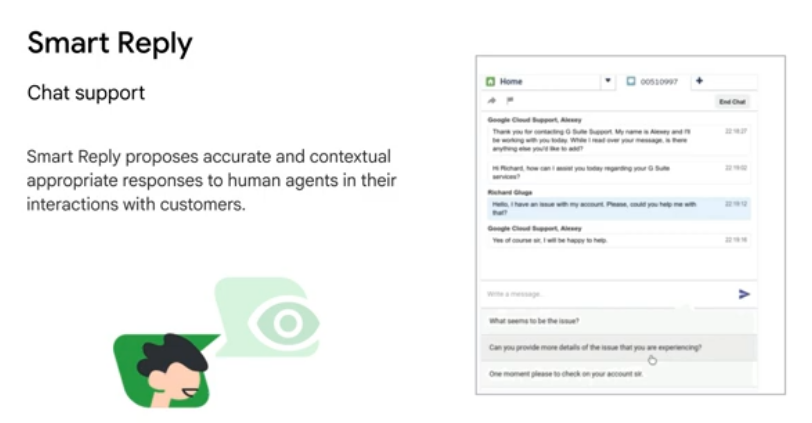 Smart Reply
Chat support
Smart Reply proposes accurate and contextual
appropriate responses to human agents in their
interactions with customers.
Home
00510997
End Chat
Google Cloud Support, Alexey
Thank you for contacting G Suite Support. My name is Alexey and I'll 22:18:27
be working with you today. While I read over your message, is there
anything else you'd like to add?
Hi Richard, how can I assist you today regarding your G Suite 22:19:02
services?
Richard Gluga
Hello, I have an issue with my account. Please, could you help me with 22:19:12
that?
Google Cloud Support, Alexey
Yes of course sir, I will be happy to help. 22:19:16
Write a message.
What seems to be the issue?
Can you provide more details of the issue that you are experiencing?
One moment please to check on your account sir.